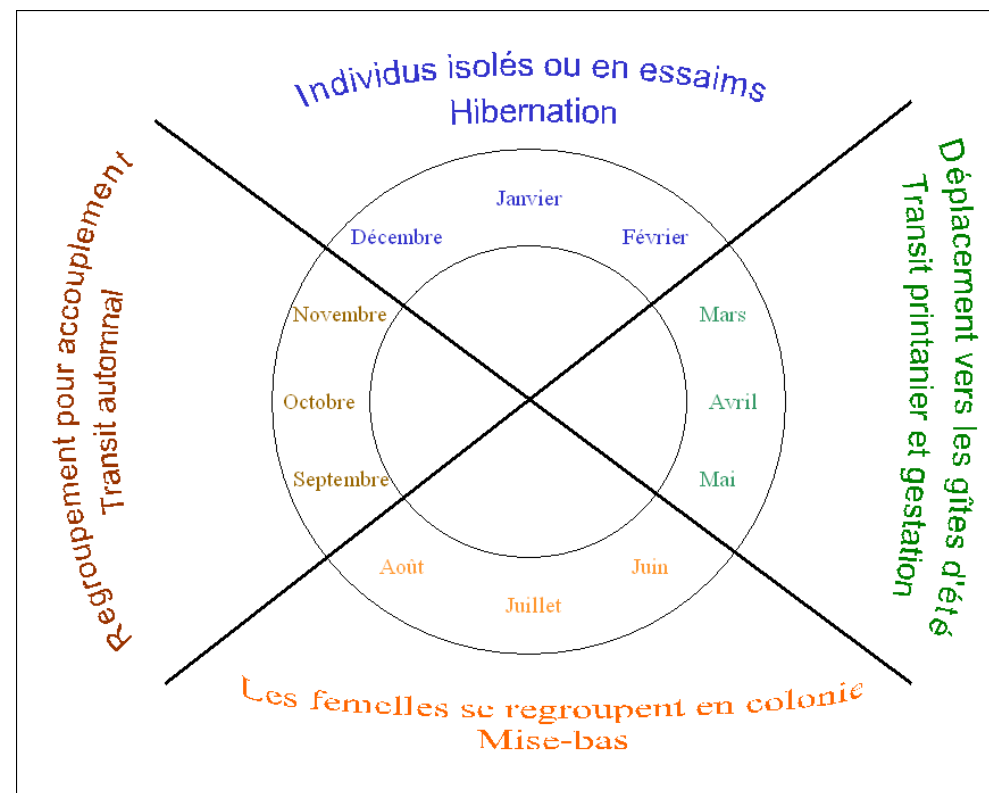 Individus isolés ou en essaims
Hibernation
Déplacement vers les gîtes d'été
Transit printanier et gestation
Regroupement pour accouplement
Transit automnal
Janvier
Décembre
Février
Novembre
Mars
Octobre
Avril
Septembre
Mai
Août
Juin
Juillet
Les femelles se regroupent en colonie
Mise-bas